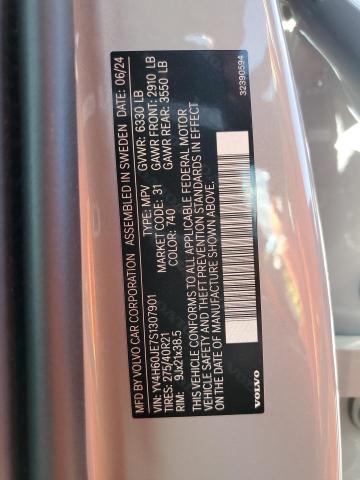 MFD BY VOLVO CAR CORPORATION ASSEMBLED IN SWEDEN DATE: 06/24
GVWR: 6330 LB
GAWR FRONT: 2910 LB
GAWR REAR: 3550 LB
VIN: YV4H60JE7S1307901 TYPE: MPV
TIRES: 275/40R21 MARKET CODE: 31
RIM: 9Jx21x38.5 COLOR: 740
THIS VEHICLE CONFORMS TO ALL APPLICABLE FEDERAL MOTOR
VEHICLE SAFETY AND THEFT PREVENTION STANDARDS IN EFFECT
ON THE DATE OF MANUFACTURE SHOWN ABOVE.
VOLVO 32390594